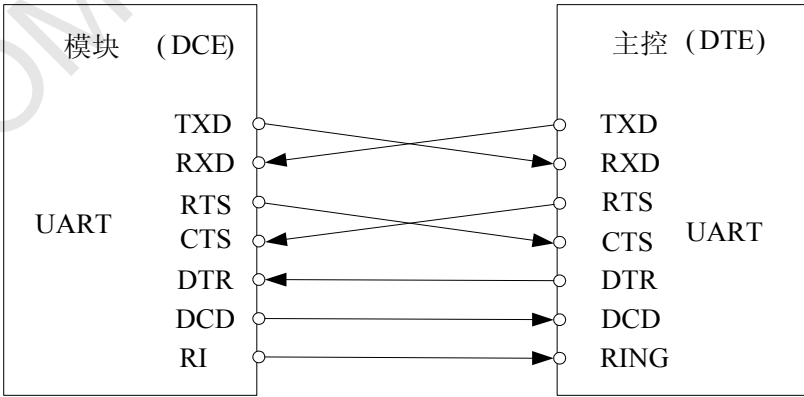 模块 (DCE)
TXD
RXD
RTS
CTS
DTR
DCD
RI
UART
主控 (DTE)
TXD
RXD
RTS
CTS
DTR
DCD
RING
UART